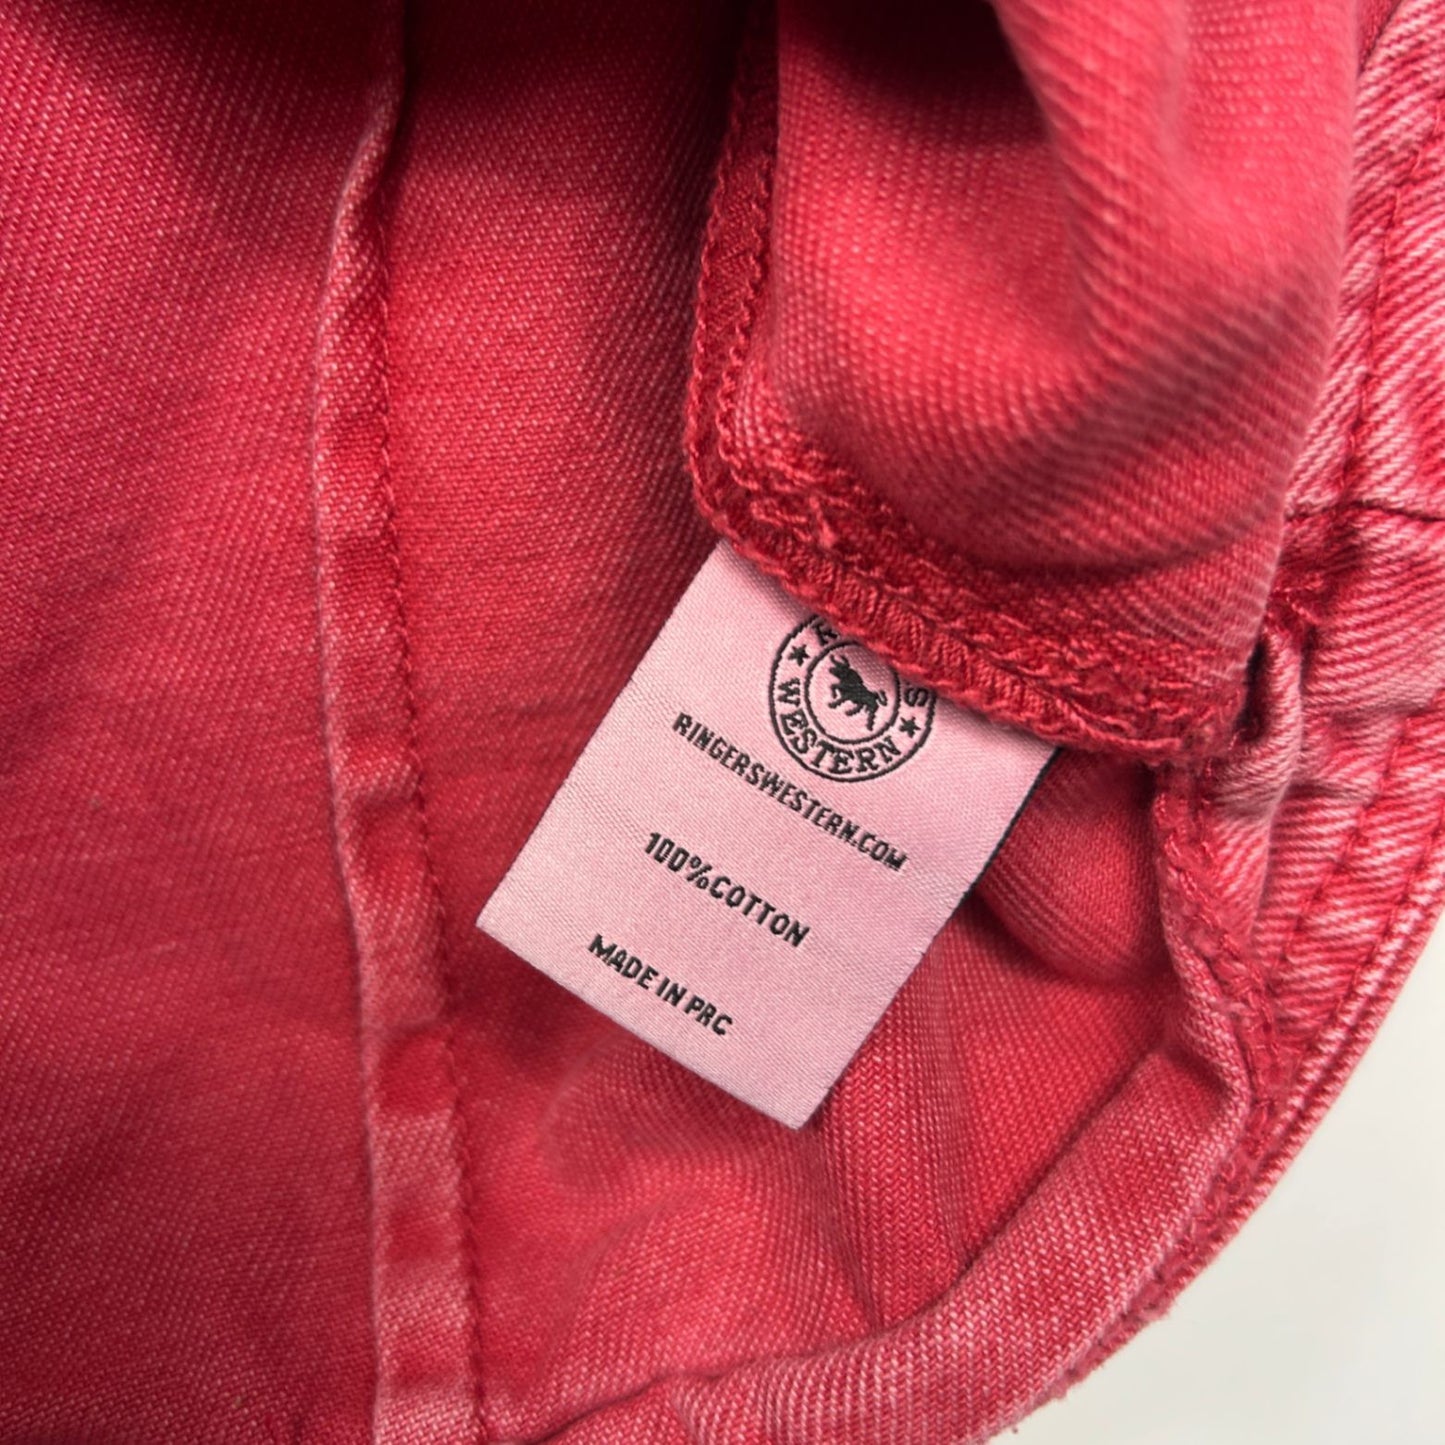 WESTERN
RINGERSWESTERN.COM
100%COTTON
MADE IN PRC